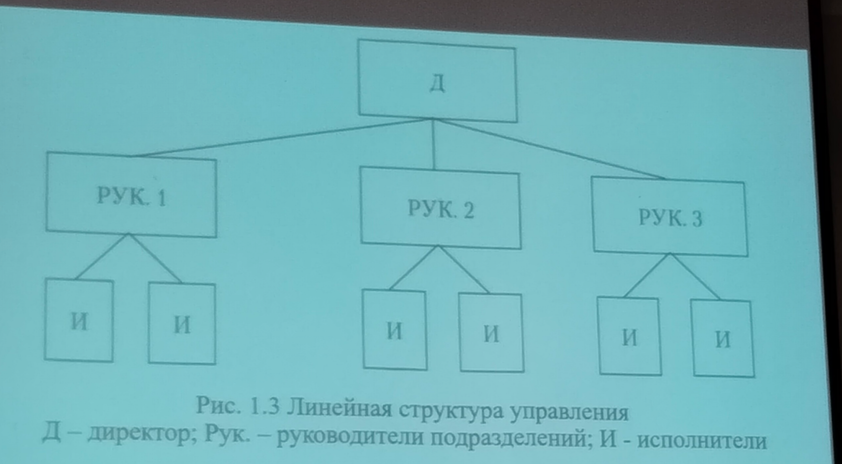 Д
РУК. 1
РУК. 2
РУК. 3
И
И
И
И
И
И
Рис. 1.3 Линейная структура управления
Д – директор; Рук. – руководители подразделений; И - исполнители